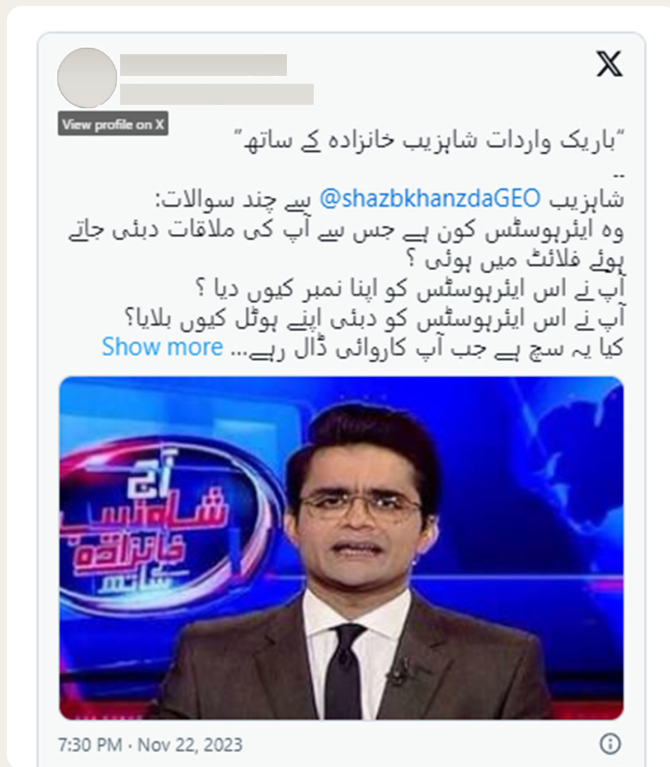 View profile on X
“باریک واردات شاہزیب خانزادہ کے ساتھ”
--
شاہزیب @shazbkhanzdaGEO سے چند سوالات:
وہ ایئرہوسٹس کون ہے جس سے آپ کی ملاقات دبئی جاتے
ہوئے فلائٹ میں ہوئی ؟
آپ نے اس ایئرہوسٹس کو اپنا نمبر کیوں دیا ؟
آپ نے اس ایئرہوسٹس کو دبئی اپنے ہوٹل کیوں بلایا؟
کیا یہ سچ ہے جب آپ کاروائی ڈال رہے... Show more
آج
شاہزیب
خانزادہ
کے ساتھ
7:30 PM · Nov 22, 2023